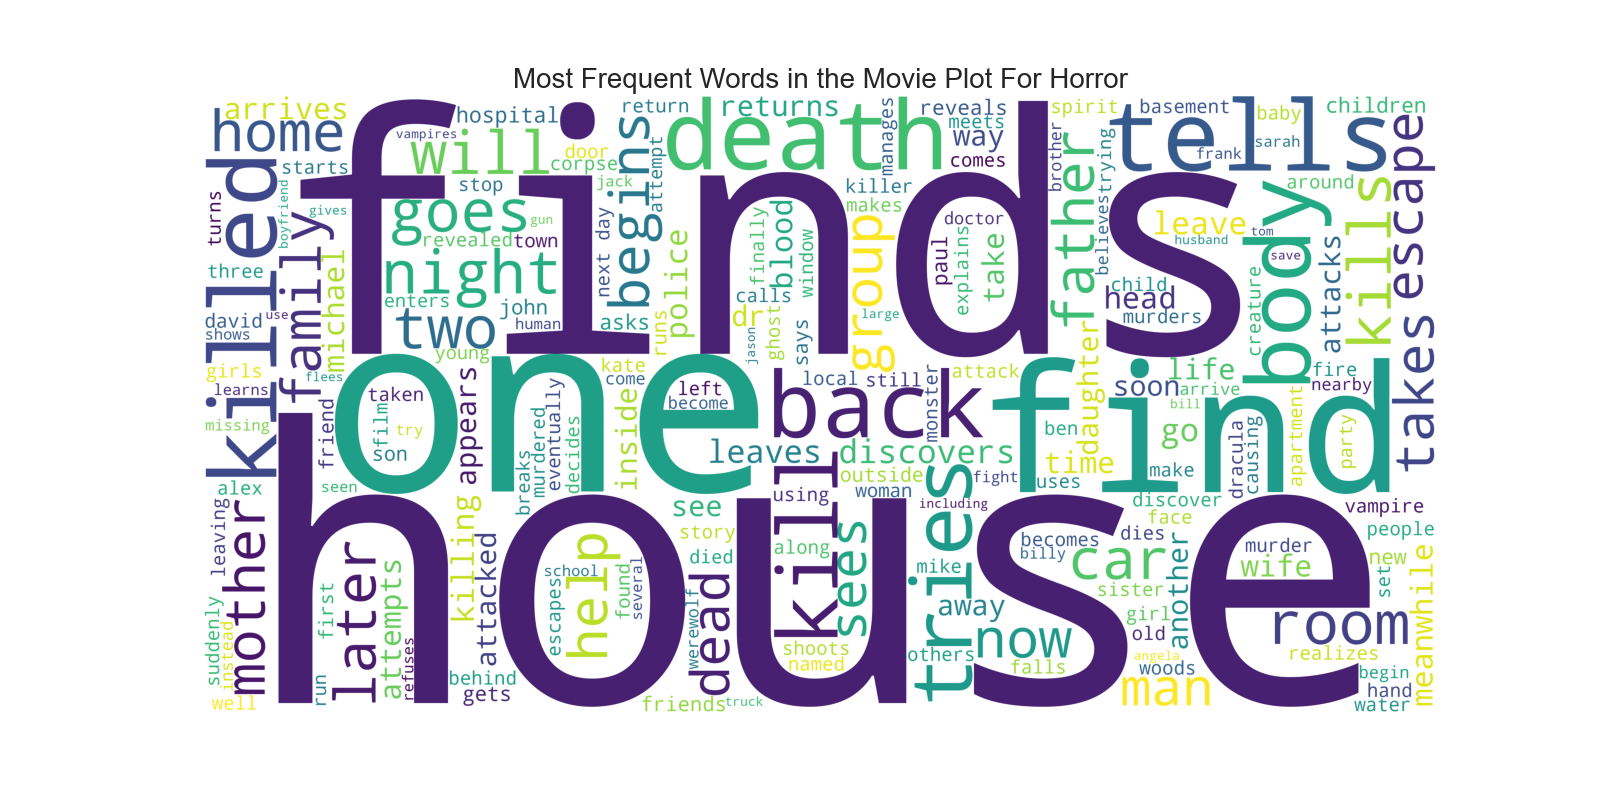 Most Frequent Words in the Movie Plot For Horror
finds
house
one
find
death
tells
killed
back
body
home
arrives
hospital
vampires
will
door
corpse
return
returns
manages
reveals
meets
way
comes
spirit
basement
baby
sarah
frank
children
escape
starts
stop
jack
attempt
begins
goes
gun
revealed
town
night
enters
two
john
human
next day
asks
police
finally
blood
window
killer
makes
doctor
group
paul
explains
take
brother
father
believes
trying
child
head
murders
leave
husband
tom
save
around
creature
attacks
kills
takes
turns
boyfriend
gives
family
three
michael
david
use
shows
girls
learns
flees
missing
young
runs
kate
come
dr
calls
ghost
jason
says
large
local
still
monster
attack
daughter
soon
life
arrive
bill
fire
nearby
friend
taken
film
try
son
appears
breaks
murdered
eventually
decides
inside
left
become
leaves
discovers
outside
woman
fight
ben
time
uses
go
make
discover
dracula
causing
apartment
party
alex
seen
leaving
mother
later
first
attempts
refuses
killing
attacked
help
school
escapes
found
several
see
story
died
dead
werewolf
using
along
kill
sees
shoots
named
tries
including
mike
away
now
others
falls
becomes
billy
dies
face
car
sister
girl
old
angela
woods
another
murder
wife
vampire
people
new
set
room
realizes
meanwhile
begin
hand
water
man
suddenly
instead
well
run
behind
gets
friends
truck